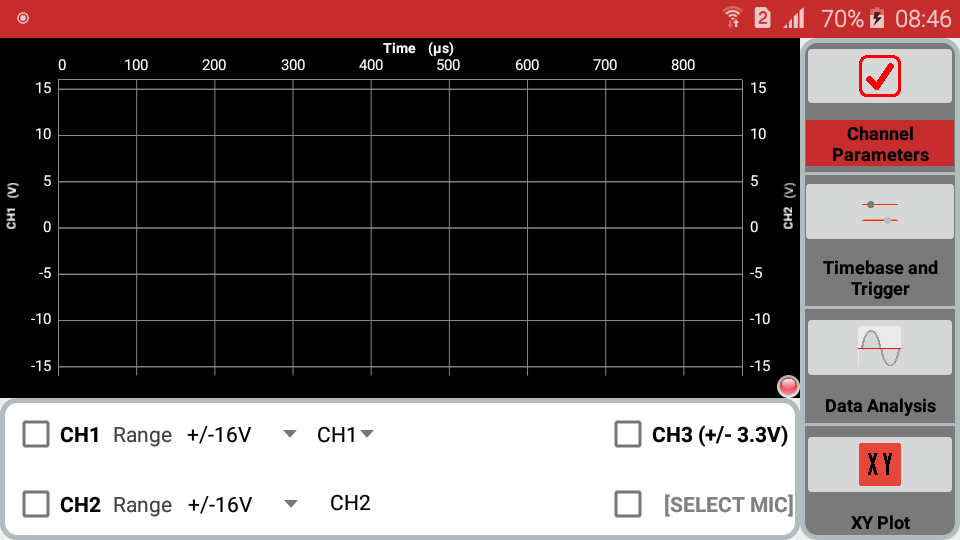 2 70% 08:46
Time (µs)
0 100 200 300 400 500 600 700 800
15 15
10 10
5 5
0 0
-5 -5
-10 -10
-15 -15
CH1 (V)
CH2 (V)
Channel
Parameters
Timebase and
Trigger
Data Analysis
XY
XY Plot
CH1 Range +/-16V CH1 CH3 (+/- 3.3V)
CH2 Range +/-16V CH2 [SELECT MIC]